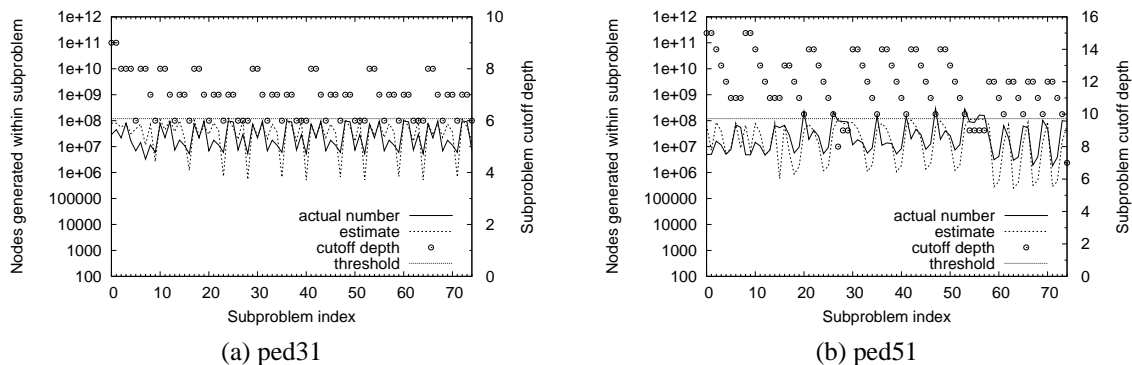 Nodes generated within subproblem
1e+12
1e+11
1e+10
1e+09
1e+08
1e+07
1e+06
100000
10000
1000
100
0 10 20 30 40 50 60 70
Subproblem index
10
8
6
4
2
0
Subproblem cutoff depth
actual number
estimate
cutoff depth
threshold
(a) ped31
Nodes generated within subproblem
1e+12
1e+11
1e+10
1e+09
1e+08
1e+07
1e+06
100000
10000
1000
100
0 10 20 30 40 50 60 70
Subproblem index
16
14
12
10
8
6
4
2
0
Subproblem cutoff depth
actual number
estimate
cutoff depth
threshold
(b) ped51